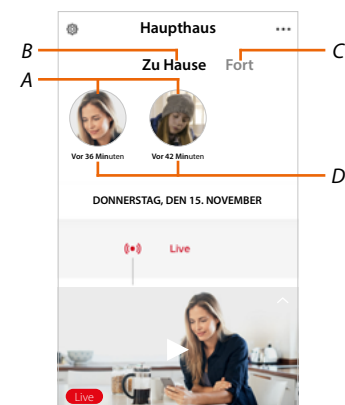 Haupthaus
B
C
Zu Hause Fort
A
Vor 36 Minuten Vor 42 Minuten
D
DONNERSTAG, DEN 15. NOVEMBER
Live
Live